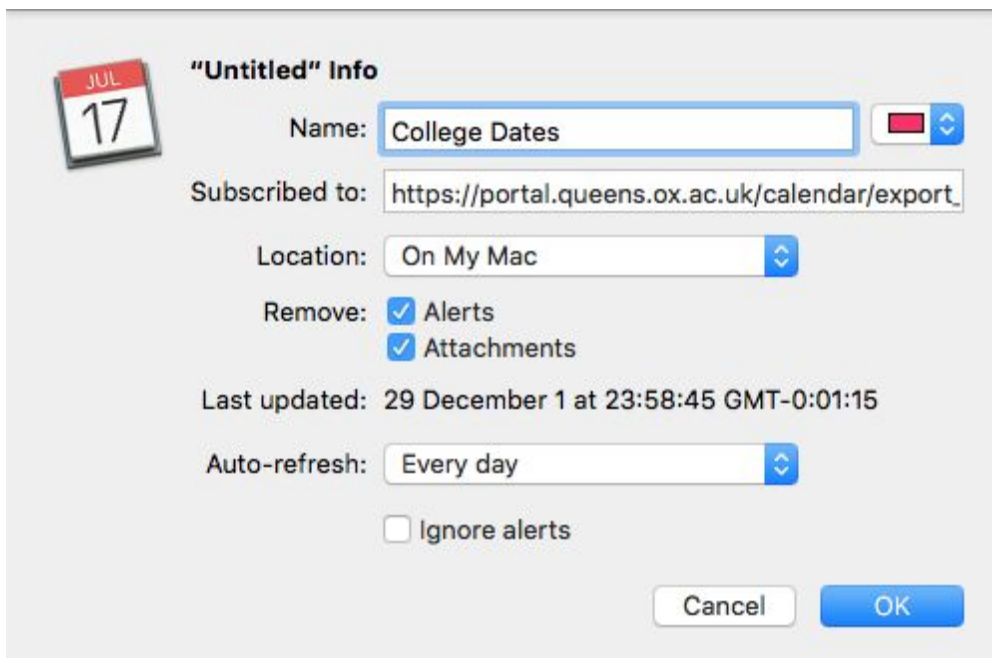 JUL
17
“Untitled” Info
Name: College Dates
Subscribed to: https://portal.queens.ox.ac.uk/calendar/export_
Location: On My Mac
Remove: Alerts
Attachments
Last updated: 29 December 1 at 23:58:45 GMT-0:01:15
Auto-refresh: Every day
Ignore alerts
Cancel OK